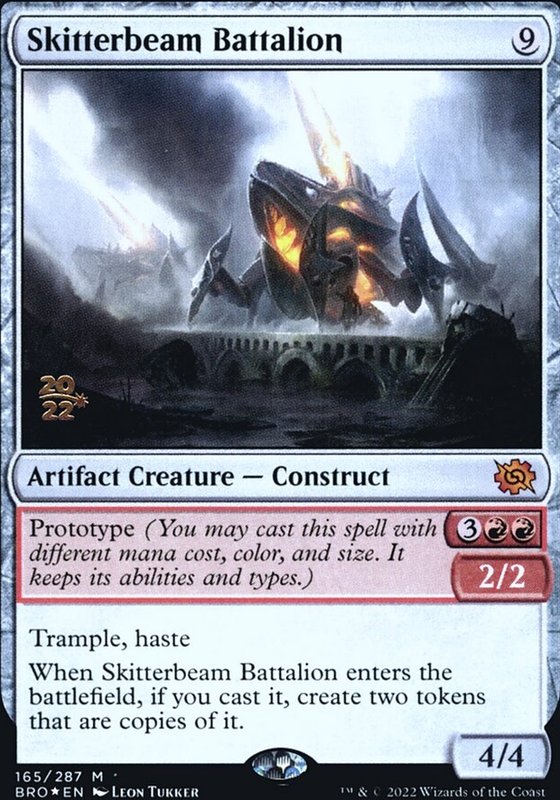 Skitterbeam Battalion 9
20
22
Artifact Creature — Construct
Prototype (You may cast this spell with 3
different mana cost, color, and size. It
keeps its abilities and types.) 2/2
Trample, haste
When Skitterbeam Battalion enters the
battlefield, if you cast it, create two tokens
that are copies of it.
4/4
165/287 M
BRO★EN Leon Tukker ™ & © 2022 Wizards of the Coast